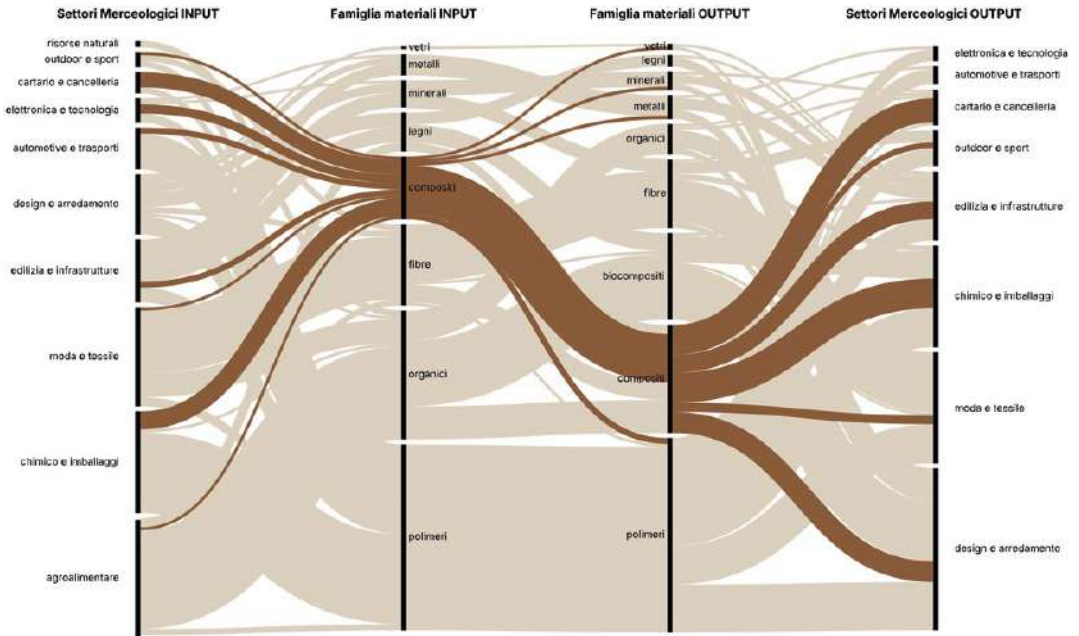 Settori Merceologici INPUT
Famiglia materiali INPUT
Famiglia materiali OUTPUT
Settori Merceologici OUTPUT
risorse naturali
outdoor e sport
cartario e cancelleria
elettronica e tecnologia
automotive e trasporti
design e arredamento
edilizia e infrastrutture
moda e tessile
chimico e imballaggi
agroalimentare
vetri
metalli
minerali
legni
compositi
fibre
organici
polimeri
vetri
legni
minerali
metalli
organici
fibre
biocompositi
compositi
polimeri
elettronica e tecnologia
automotive e trasporti
cartario e cancelleria
outdoor e sport
edilizia e infrastrutture
chimico e imballaggi
moda e tessile
design e arredamento